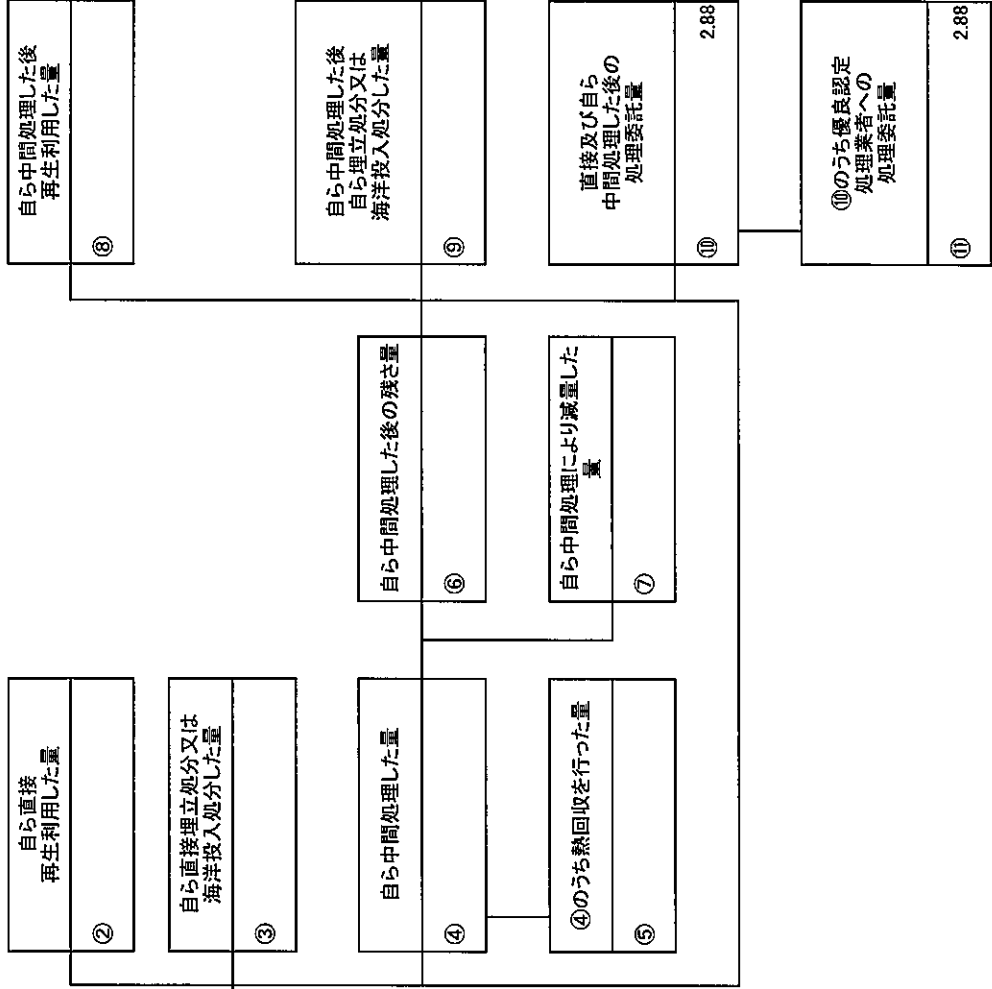 自ら直接
再生利用した量
②
自ら直接埋立処分又は
海洋投入処分した量
③
自ら中間処理した量
④
④のうち熱回収を行った量
⑤
自ら中間処理した後の残さ量
⑥
自ら中間処理により減量した
量
⑦
自ら中間処理した後
再生利用した量
⑧
自ら中間処理した後
自ら埋立処分又は
海洋投入処分した量
⑨
直接及び自ら
中間処理した後の
処理委託量
⑩ 2.88
⑩のうち優良認定
処理業者への
処理委託量
⑪ 2.88